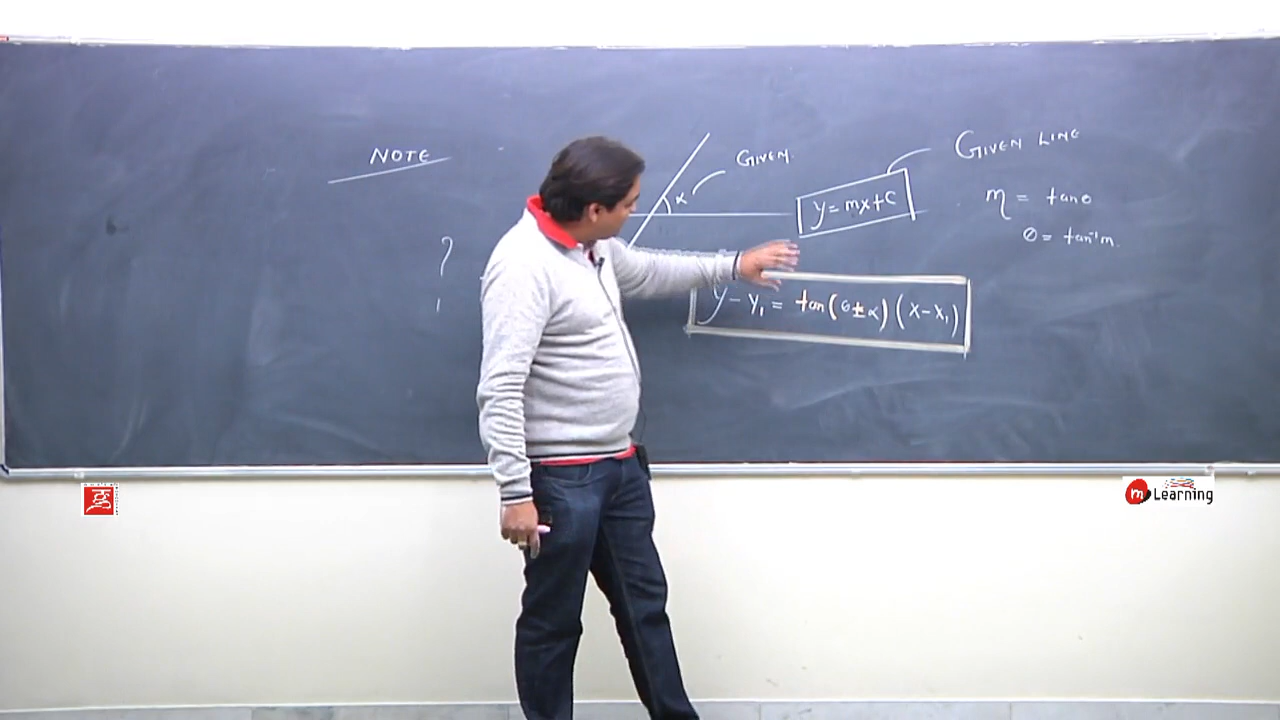 NOTE
GIVEN
α
y = mx + c
GIVEN LINE
m = tanθ
θ = tan⁻¹m
?
y - y₁ = tan(θ ± α)(x - x₁)
m Learning